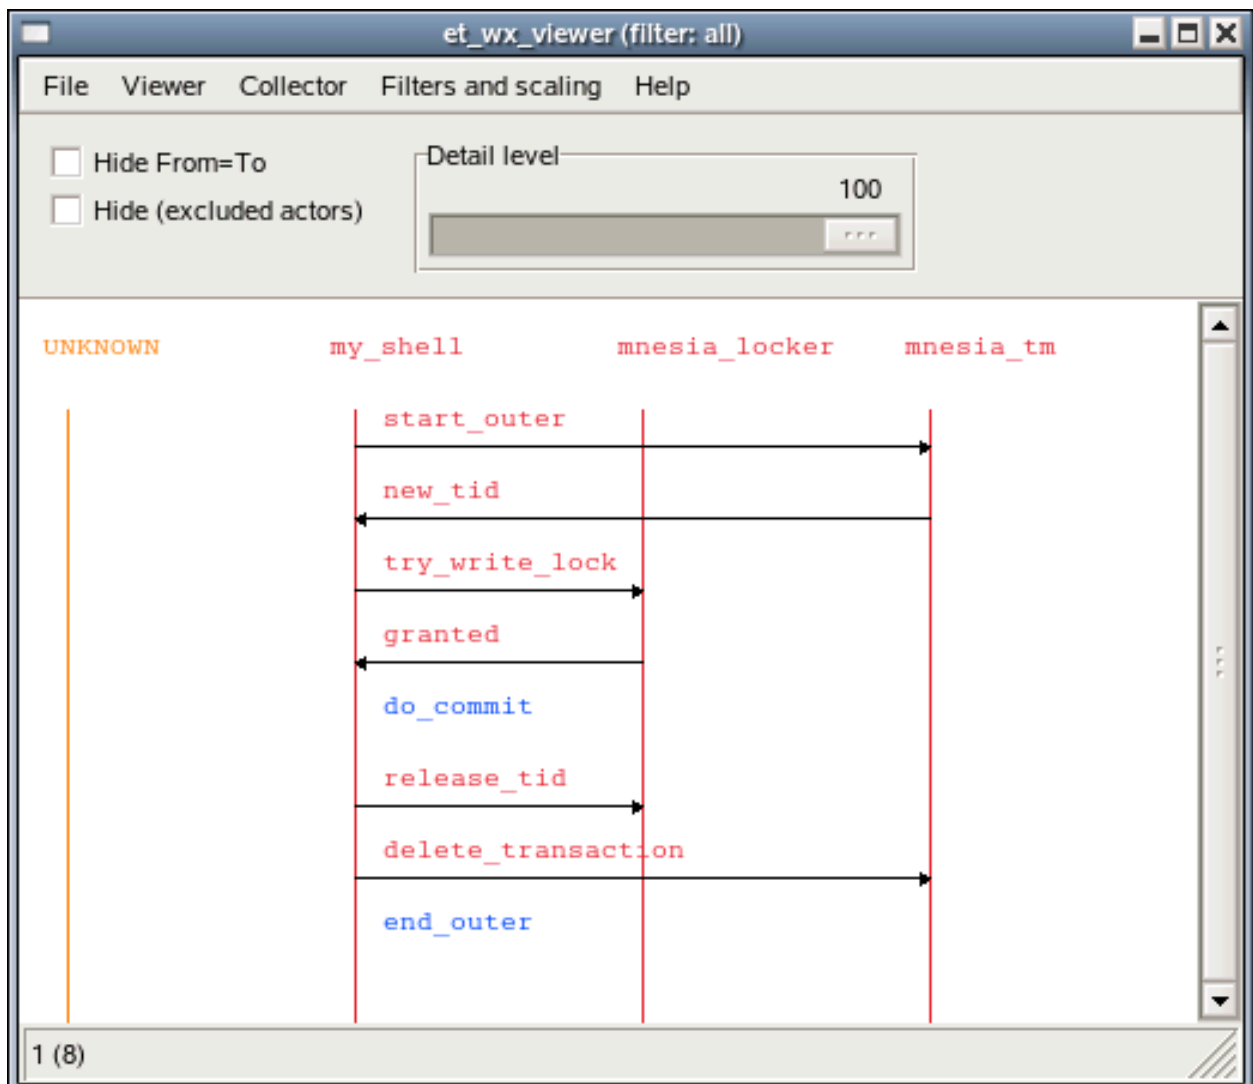 et_wx_viewer (filter: all)
File Viewer Collector Filters and scaling Help
Hide From=To
Hide (excluded actors)
Detail level
100
UNKNOWN my_shell mnesia_locker mnesia_tm
start_outer
new_tid
try_write_lock
granted
do_commit
release_tid
delete_transaction
end_outer
1 (8)